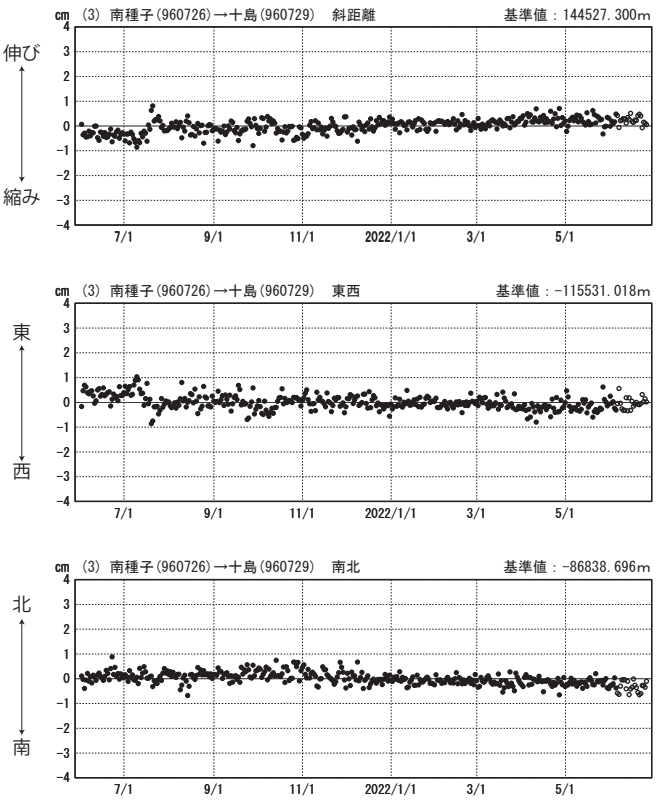 cm (3) 南種子(960726)→十島(960729) 斜距離 基準値：144527.300m
4
伸び
3
2
1
0
-1
-2
縮み
-3
-4
7/1 9/1 11/1 2022/1/1 3/1 5/1
cm (3) 南種子(960726)→十島(960729) 東西 基準値：-115531.018m
4
東
3
2
1
0
-1
-2
西
-3
-4
7/1 9/1 11/1 2022/1/1 3/1 5/1
cm (3) 南種子(960726)→十島(960729) 南北 基準値：-86838.696m
4
北
3
2
1
0
-1
-2
南
-3
-4
7/1 9/1 11/1 2022/1/1 3/1 5/1